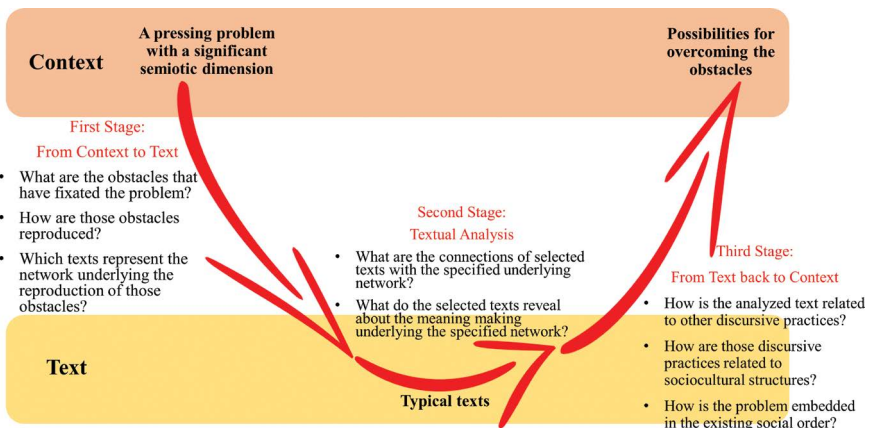 Context
A pressing problem
with a significant
semiotic dimension
Possibilities for
overcoming the
obstacles
First Stage:
From Context to Text
• What are the obstacles that
have fixated the problem?
• How are those obstacles
reproduced?
• Which texts represent the
network underlying the
reproduction of those
obstacles?
Second Stage:
Textual Analysis
• What are the connections of selected
texts with the specified underlying
network?
• What do the selected texts reveal
about the meaning making
underlying the specified network?
Third Stage:
From Text back to Context
• How is the analyzed text related
to other discursive practices?
• How are those discursive
practices related to
sociocultural structures?
• How is the problem embedded
in the existing social order?
Text
Typical texts